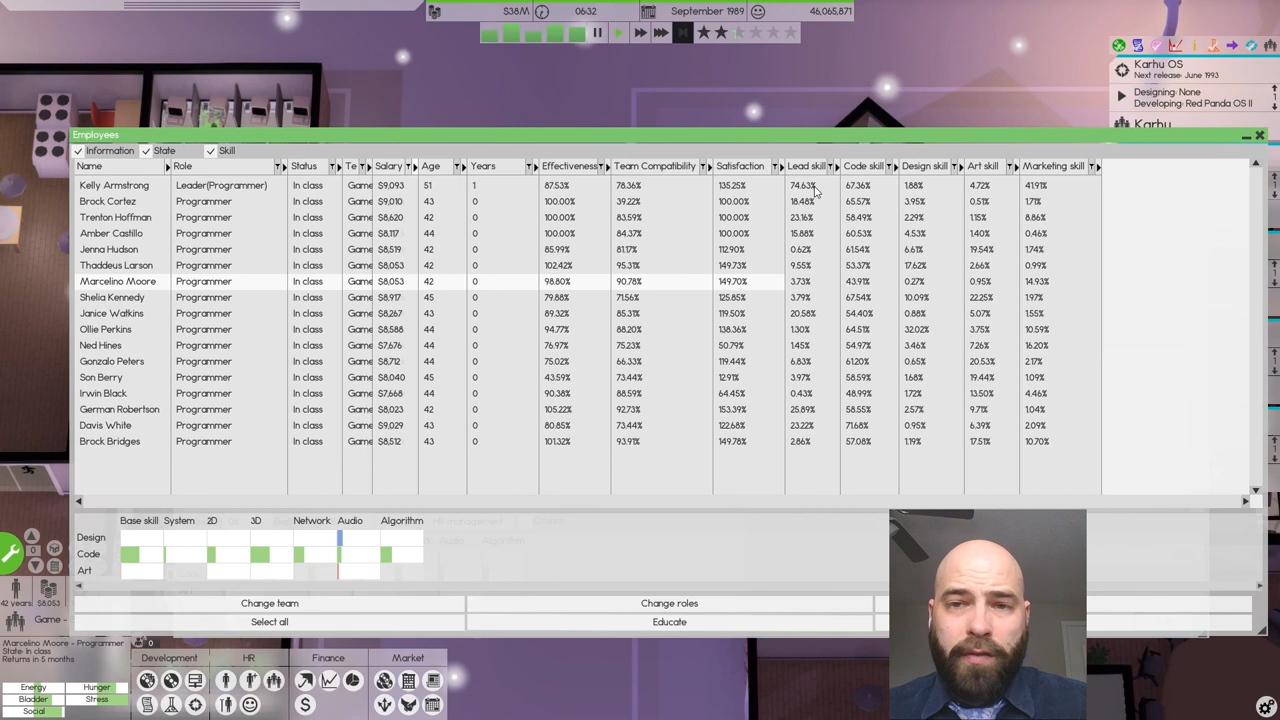 $38M 06:32 September 1989 46,065,871
Karhu OS
Next release: June 1993
Designing: None
Developing: Red Panda OS II
Karhu
Employees
Information State Skill
Name Role Status Te Salary Age Years Effectiveness Team Compatibility Satisfaction Lead skill Code skill Design skill Art skill Marketing skill
Kelly Armstrong Leader(Programmer) In class Game $9,093 51 1 87.53% 78.36% 135.25% 74.63% 67.36% 1.88% 4.72% 41.91%
Brock Cortez Programmer In class Game $9,010 43 0 100.00% 39.22% 100.00% 18.48% 65.57% 3.95% 0.51% 1.71%
Trenton Hoffman Programmer In class Game $8,620 42 0 100.00% 83.59% 100.00% 23.16% 58.49% 2.29% 1.15% 8.86%
Amber Castillo Programmer In class Game $8,117 44 0 100.00% 84.37% 100.00% 15.88% 60.53% 4.53% 1.40% 0.46%
Jenna Hudson Programmer In class Game $8,519 42 0 85.99% 81.17% 112.90% 0.62% 61.54% 6.61% 19.54% 1.74%
Thaddeus Larson Programmer In class Game $8,053 42 0 102.42% 95.31% 149.73% 9.55% 53.37% 17.62% 2.66% 0.99%
Marcelino Moore Programmer In class Game $8,053 42 0 98.80% 90.78% 149.70% 3.73% 43.91% 0.27% 0.95% 14.93%
Shelia Kennedy Programmer In class Game $8,917 45 0 79.88% 71.56% 125.85% 3.79% 67.54% 10.09% 22.25% 1.97%
Janice Watkins Programmer In class Game $8,267 43 0 89.32% 85.31% 119.50% 20.58% 54.40% 0.88% 5.07% 1.55%
Ollie Perkins Programmer In class Game $8,588 44 0 94.77% 88.20% 138.36% 1.30% 64.51% 32.02% 3.75% 10.59%
Ned Hines Programmer In class Game $7,676 44 0 76.97% 75.23% 50.79% 1.45% 54.97% 3.46% 7.26% 16.20%
Gonzalo Peters Programmer In class Game $8,712 44 0 75.02% 66.33% 119.44% 6.83% 61.20% 0.65% 20.53% 2.17%
Son Berry Programmer In class Game $8,040 45 0 43.59% 73.44% 12.91% 3.97% 58.59% 1.68% 19.44% 1.09%
Irwin Black Programmer In class Game $7,668 44 0 90.38% 88.59% 64.45% 0.43% 48.99% 1.72% 13.50% 4.46%
German Robertson Programmer In class Game $8,023 42 0 105.22% 92.73% 153.39% 25.89% 58.55% 2.57% 9.71% 1.04%
Davis White Programmer In class Game $9,029 43 0 80.85% 73.44% 122.68% 23.22% 71.68% 0.95% 6.39% 2.09%
Brock Bridges Programmer In class Game $8,512 43 0 101.32% 93.91% 149.78% 2.86% 57.08% 1.19% 17.51% 10.70%
Base skill System 2D 3D Network Audio Algorithm
Design
Code
Art
0
42 years $8,053
Change team Change roles
Game -
Select all Educate
Marcelino Moore - Programmer
State: In class
Returns in 5 months
0
Development HR Finance Market
Energy Hunger
Bladder Stress
Social